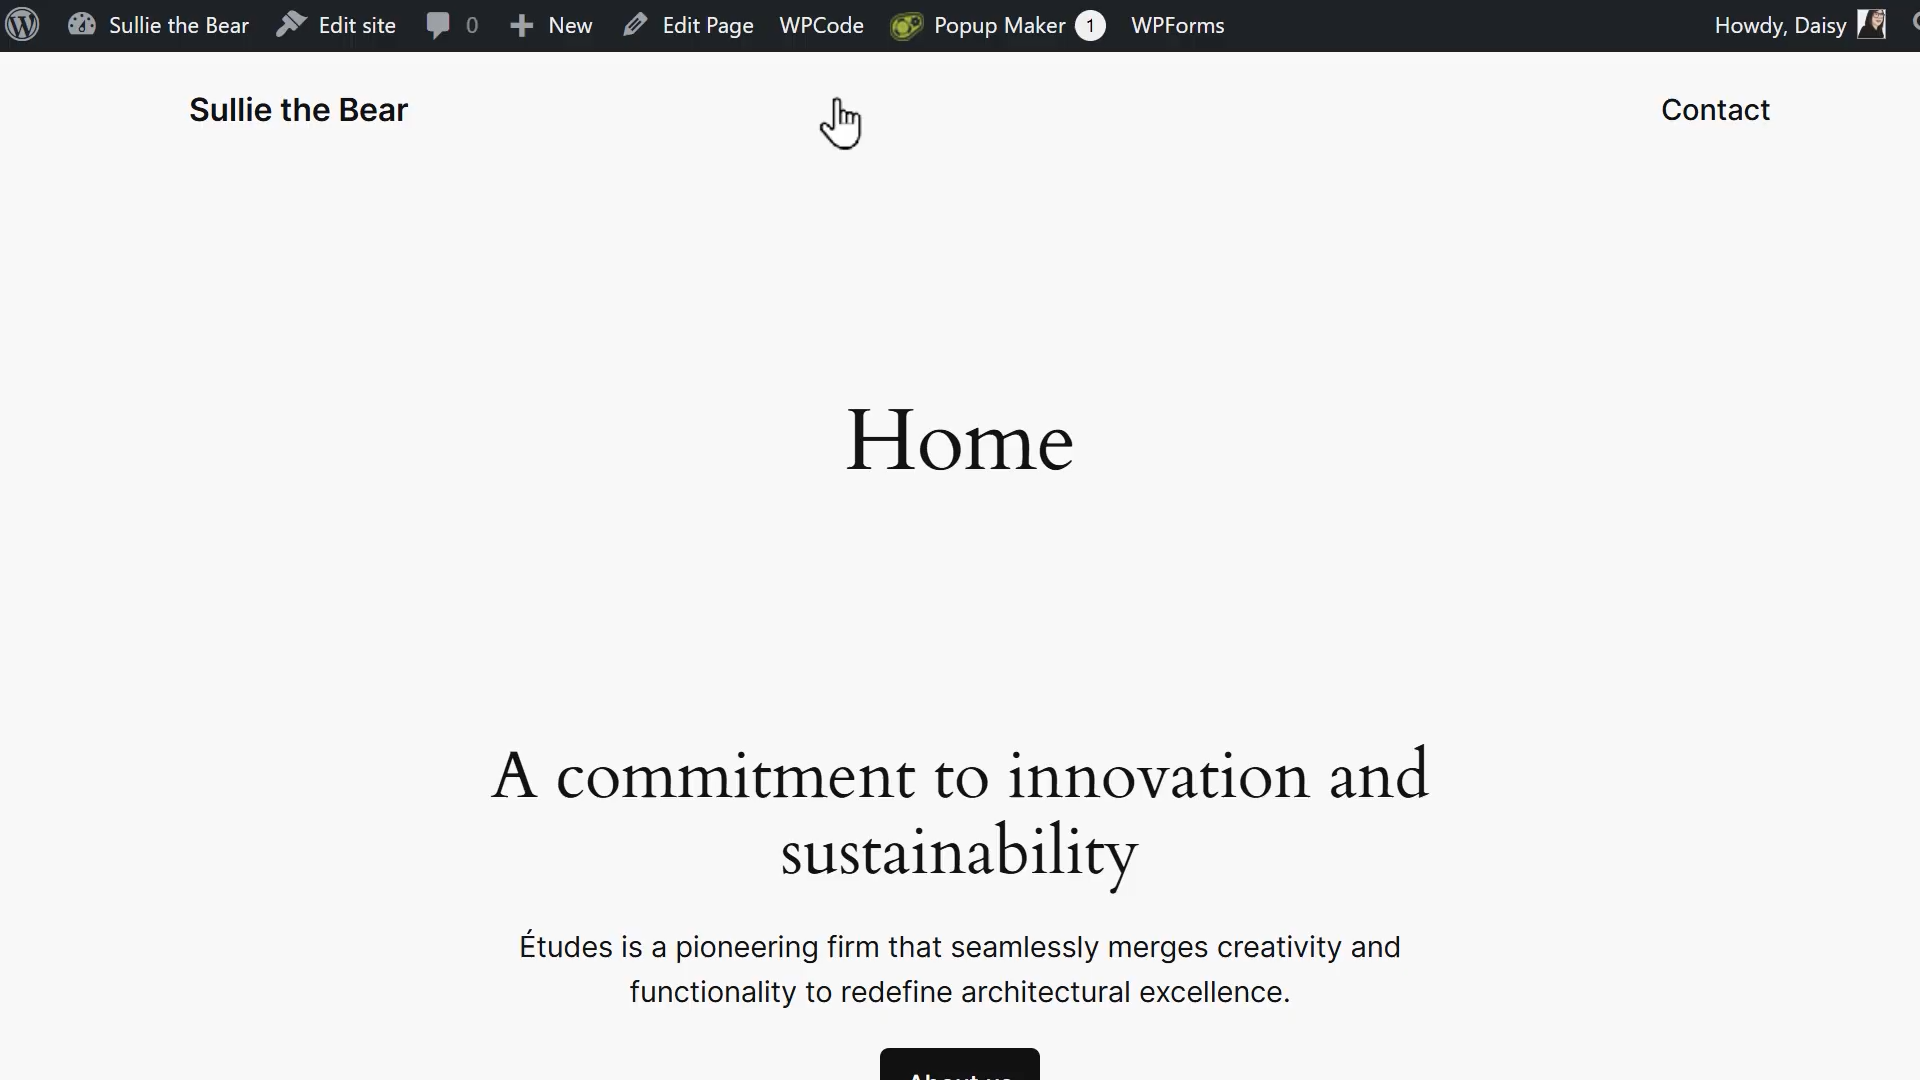 Sullie the Bear Edit site 0 New Edit Page WPCode Popup Maker 1 WPForms Howdy, Daisy
Sullie the Bear Contact
Home
A commitment to innovation and
sustainability
Études is a pioneering firm that seamlessly merges creativity and
functionality to redefine architectural excellence.
About us